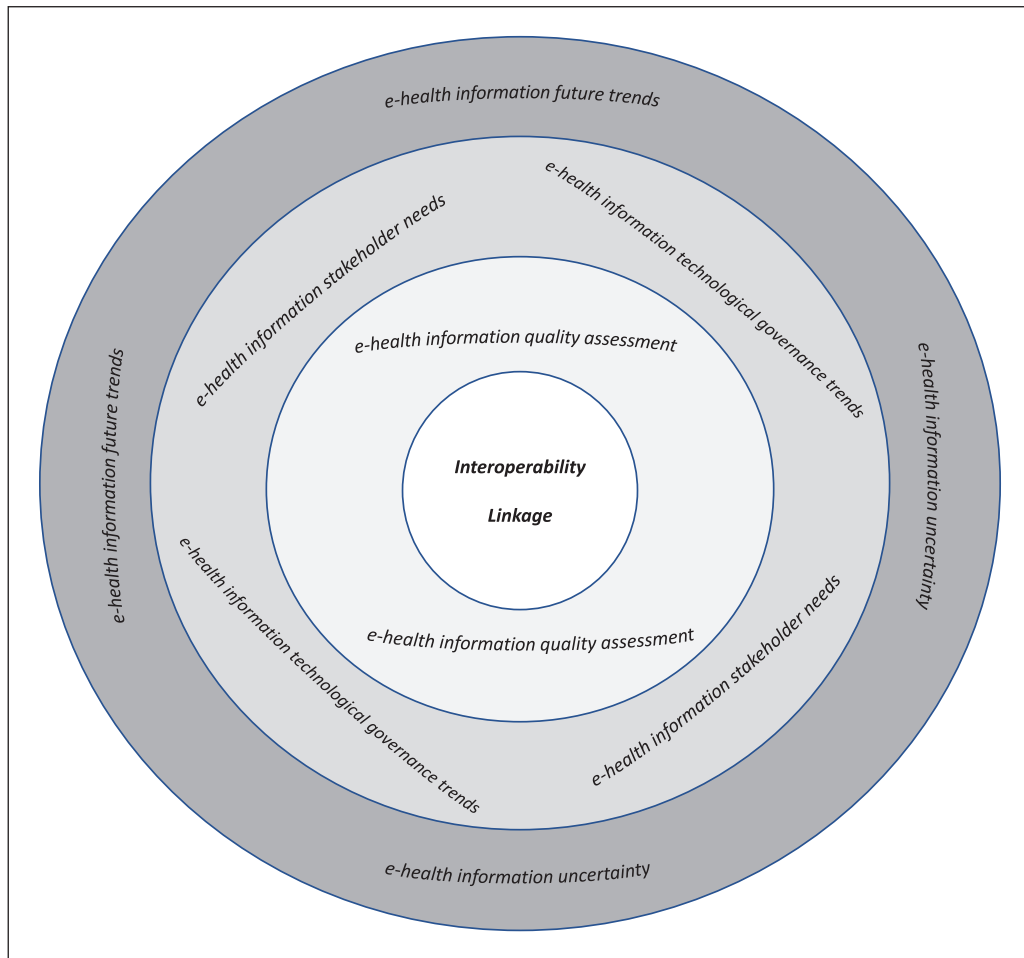 e-health information future trends
e-health information technological governance trends
e-health information stakeholder needs
e-health information quality assessment
e-health information future trends
e-health information uncertainty
Interoperability
Linkage
e-health information technological governance trends
e-health information stakeholder needs
e-health information quality assessment
e-health information uncertainty